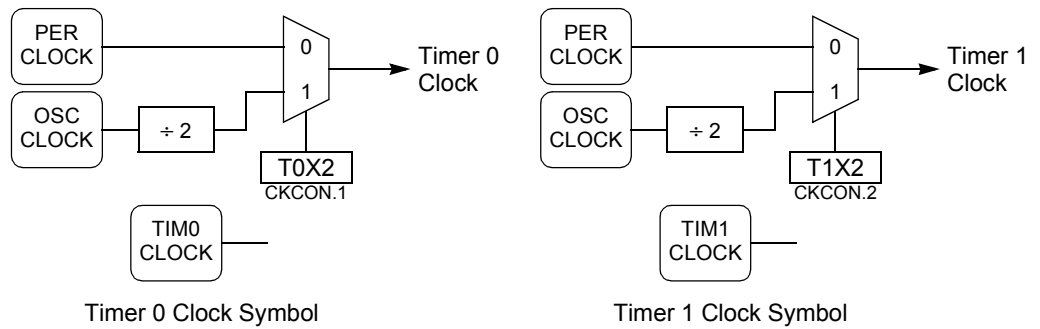 PER
CLOCK
0
Timer 0
Clock
OSC
CLOCK
÷ 2
1
T0X2
CKCON.1
TIM0
CLOCK
Timer 0 Clock Symbol
PER
CLOCK
0
Timer 1
Clock
OSC
CLOCK
÷ 2
1
T1X2
CKCON.2
TIM1
CLOCK
Timer 1 Clock Symbol